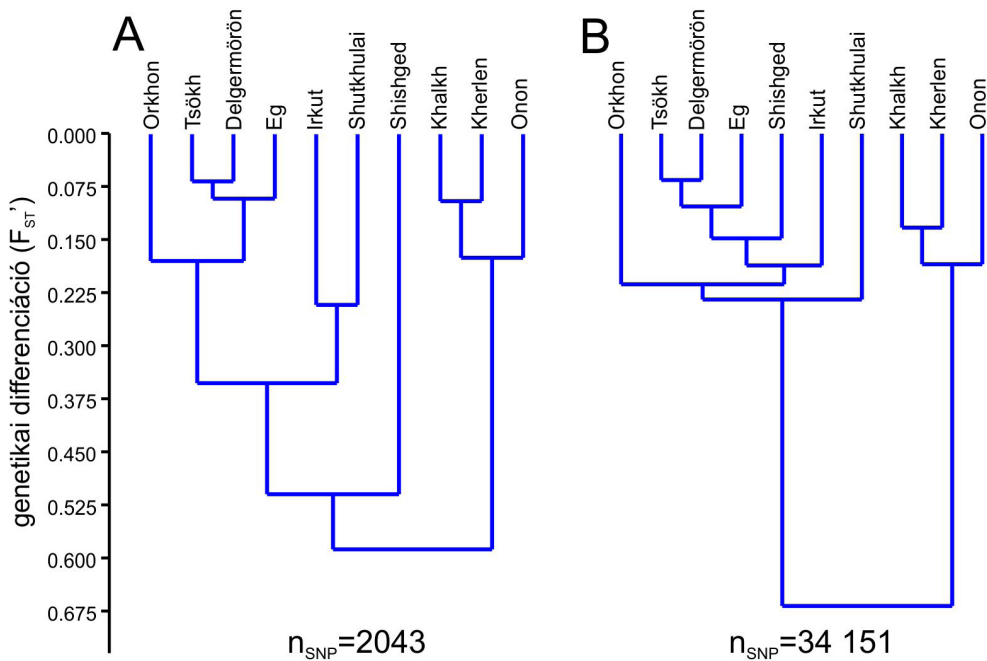 A
Orkhon
Tsökh
Delgermörön
Eg
Irkut
Shutkhulai
Shishged
Khalkh
Kherlen
Onon
B
Orkhon
Tsökh
Delgermörön
Eg
Shishged
Irkut
Shutkhulai
Khalkh
Kherlen
Onon
genetikai differenciáció (FST')
0.000
0.075
0.150
0.225
0.300
0.375
0.450
0.525
0.600
0.675
nSNP=2043
nSNP=34 151